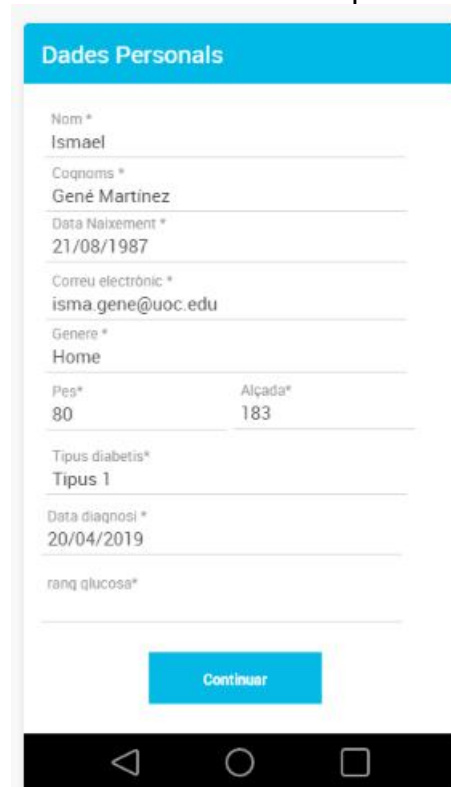 Dades Personals
Nom *
Ismael
Cognoms *
Gené Martínez
Data Naixement *
21/08/1987
Correu electrònic *
isma.gene@uoc.edu
Genere *
Home
Pes* Alçada*
80 183
Tipus diabetis*
Tipus 1
Data diagnosi *
20/04/2019
rang glucosa*
Continuar